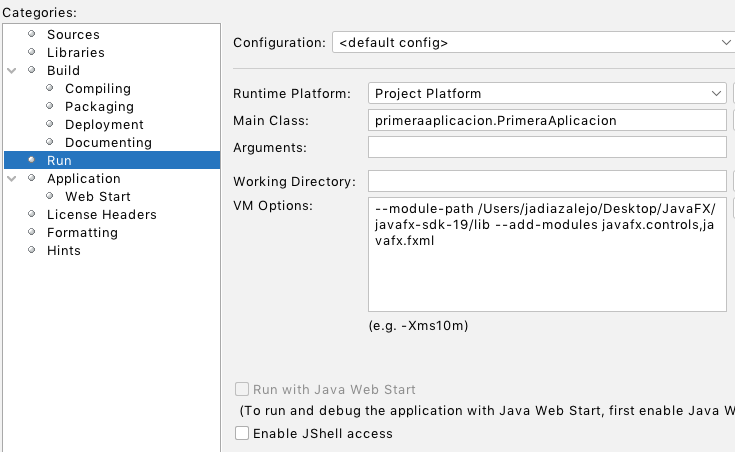 Categories:
Sources
Libraries
Build
Compiling
Packaging
Deployment
Documenting
Run
Application
Web Start
License Headers
Formatting
Hints
Configuration: <default config>
Runtime Platform: Project Platform
Main Class: primeraaplicacion.PrimeraAplicacion
Arguments:
Working Directory:
VM Options: --module-path /Users/jadiazalejo/Desktop/JavaFX/
javafx-sdk-19/lib --add-modules javafx.controls,ja
vafx.fxml
(e.g. -Xms10m)
Run with Java Web Start
(To run and debug the application with Java Web Start, first enable Java W
Enable JShell access